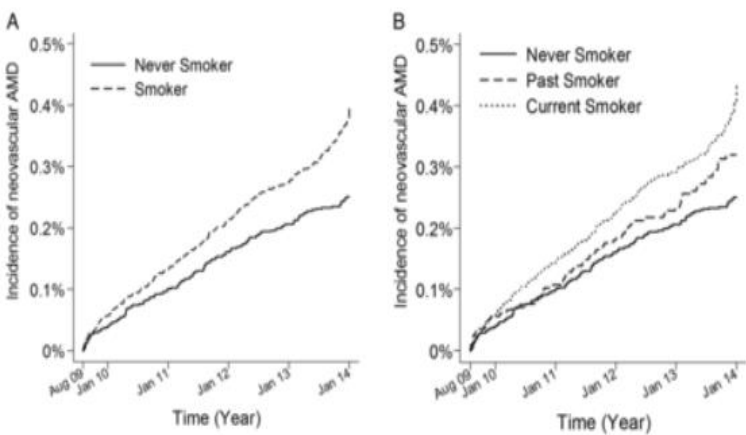 A
Incidence of neovascular AMD
0.5%
0.4%
0.3%
0.2%
0.1%
0%
Never Smoker
Smoker
Aug 09
Jan 10
Jan 11
Jan 12
Jan 13
Jan 14
Time (Year)
B
Incidence of neovascular AMD
0.5%
0.4%
0.3%
0.2%
0.1%
0%
Never Smoker
Past Smoker
Current Smoker
Aug 09
Jan 10
Jan 11
Jan 12
Jan 13
Jan 14
Time (Year)